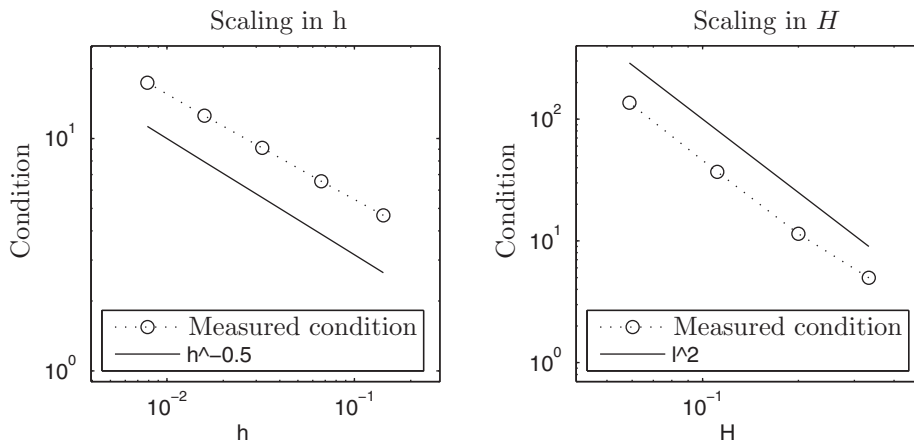 Scaling in h
Condition
10^1
10^0
10^-2
10^-1
h
Measured condition
h^-0.5
Scaling in H
Condition
10^2
10^1
10^0
10^-1
H
Measured condition
l^2